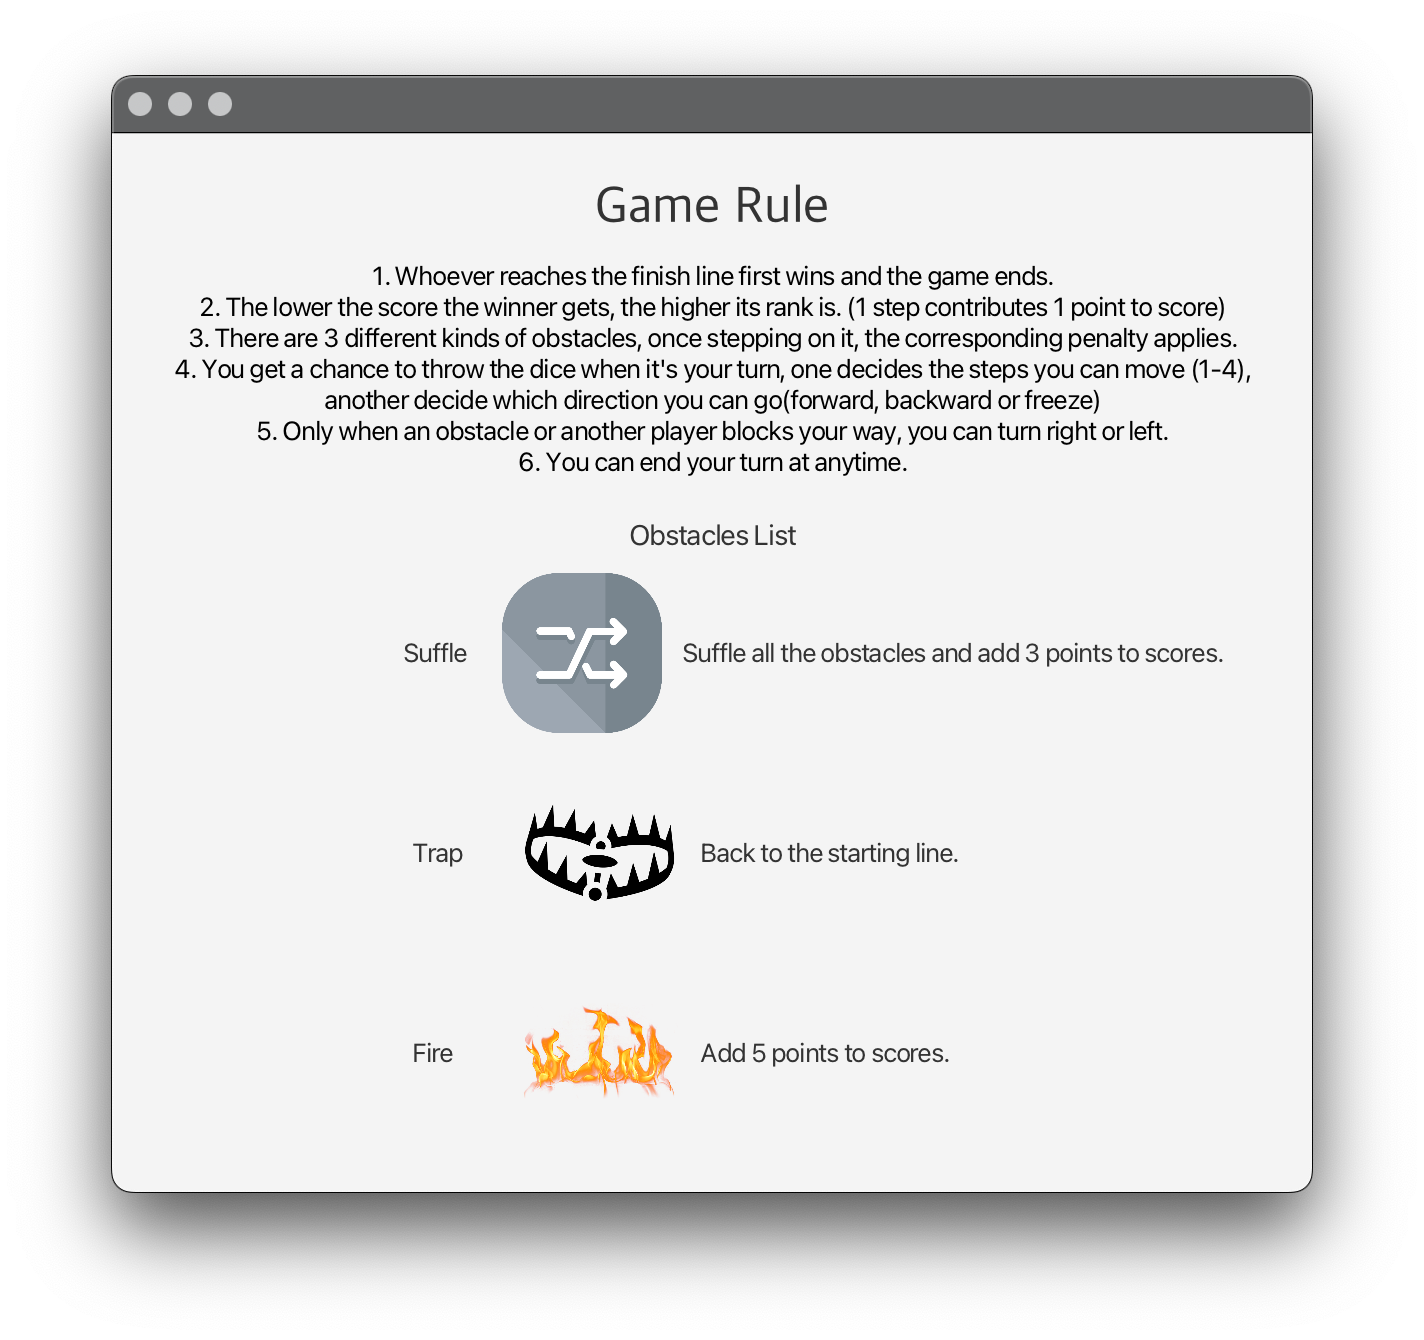 Game Rule
1. Whoever reaches the finish line first wins and the game ends.
2. The lower the score the winner gets, the higher its rank is. (1 step contributes 1 point to score)
3. There are 3 different kinds of obstacles, once stepping on it, the corresponding penalty applies.
4. You get a chance to throw the dice when it's your turn, one decides the steps you can move (1-4),
another decide which direction you can go(forward, backward or freeze)
5. Only when an obstacle or another player blocks your way, you can turn right or left.
6. You can end your turn at anytime.
Obstacles List
Suffle
Suffle all the obstacles and add 3 points to scores.
Trap
Back to the starting line.
Fire
Add 5 points to scores.